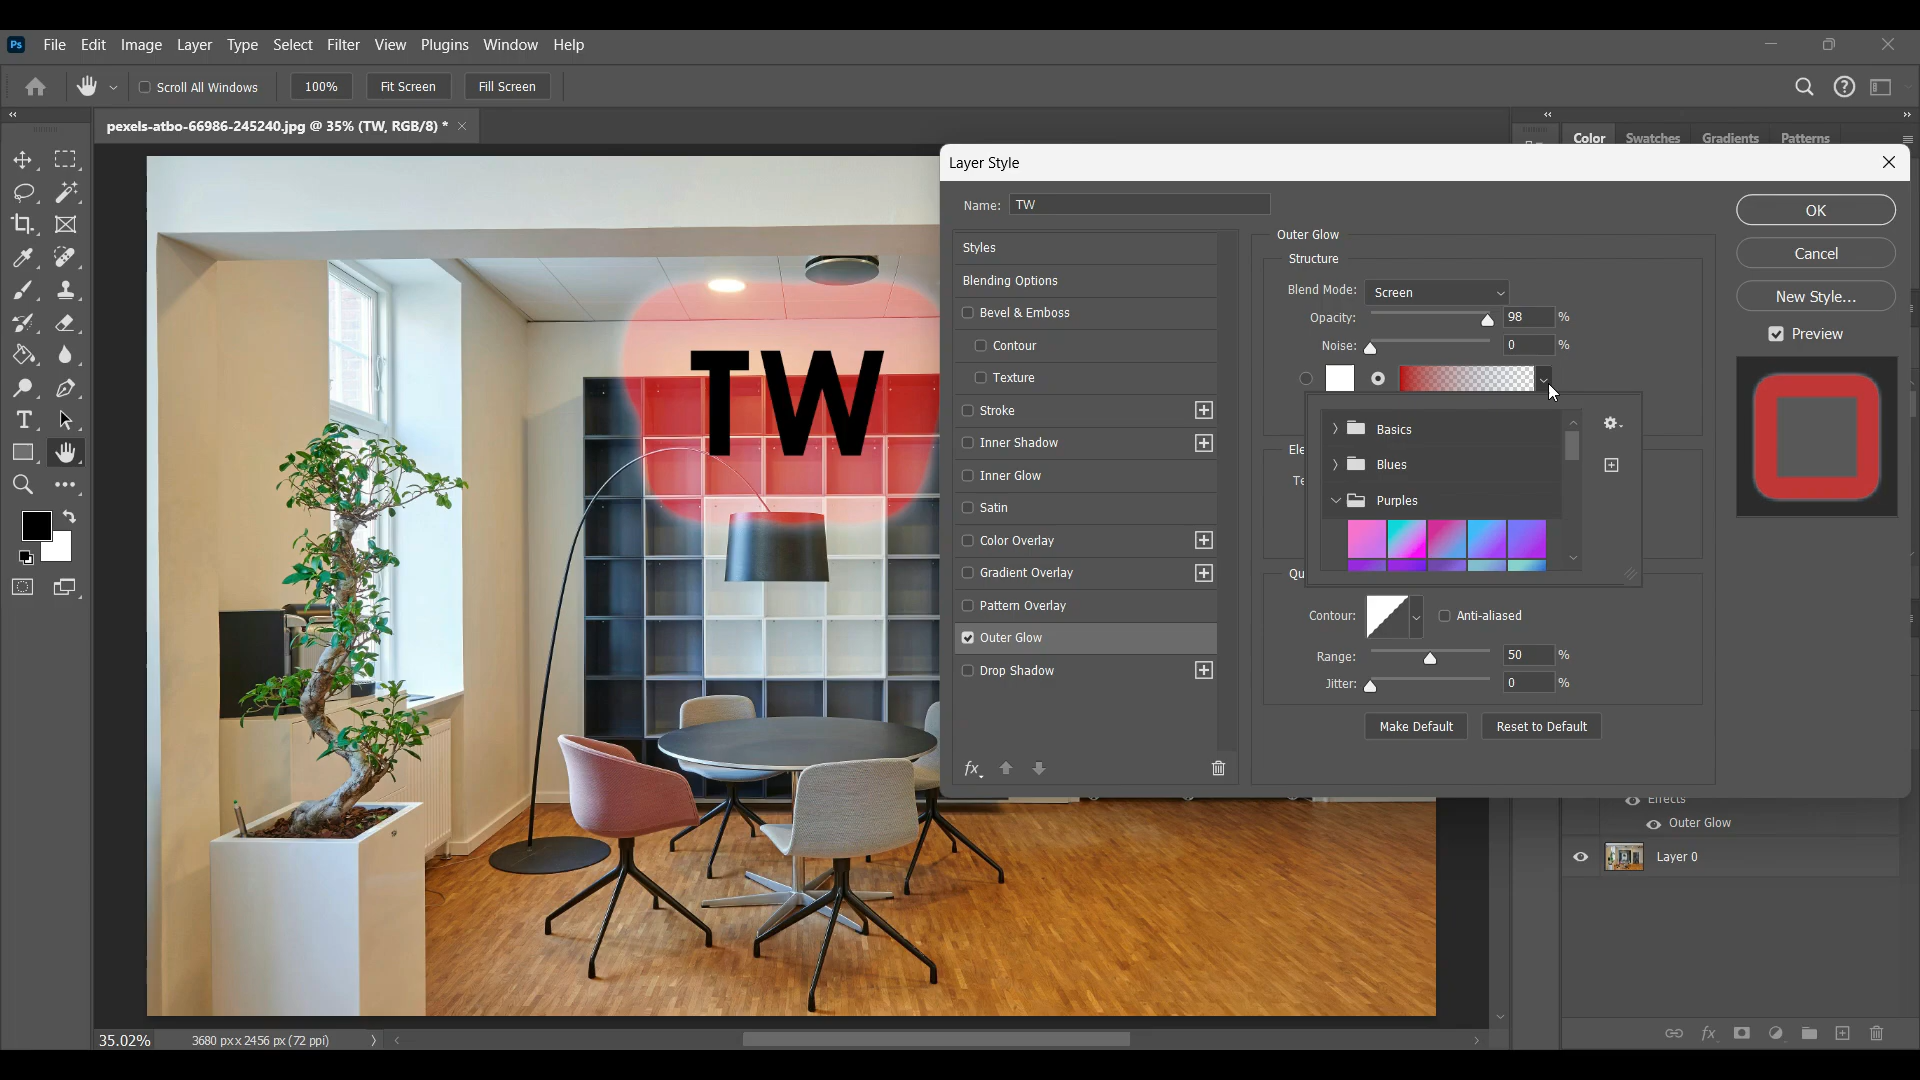 Ps File Edit Image Layer Type Select Filter View Plugins Window Help
Scroll All Windows 100% Fit Screen Fill Screen
pexels-atbo-66986-245240.jpg @ 35% (TW, RGB/8) *
Color Swatches Gradients Patterns
TW
Layer Style
Name: TW
Styles
Blending Options
Bevel & Emboss
Contour
Texture
Stroke
Inner Shadow
Inner Glow
Satin
Color Overlay
Gradient Overlay
Pattern Overlay
Outer Glow
Drop Shadow
fx
Outer Glow
Structure
Blend Mode: Screen
Opacity: 98 %
Noise: 0 %
Basics
Blues
Purples
Contour: Anti-aliased
Range: 50 %
Jitter: 0 %
Make Default Reset to Default
OK
Cancel
New Style...
Preview
Effects
Outer Glow
Layer 0
fx
35.02% 3680 px x 2456 px (72 ppi)